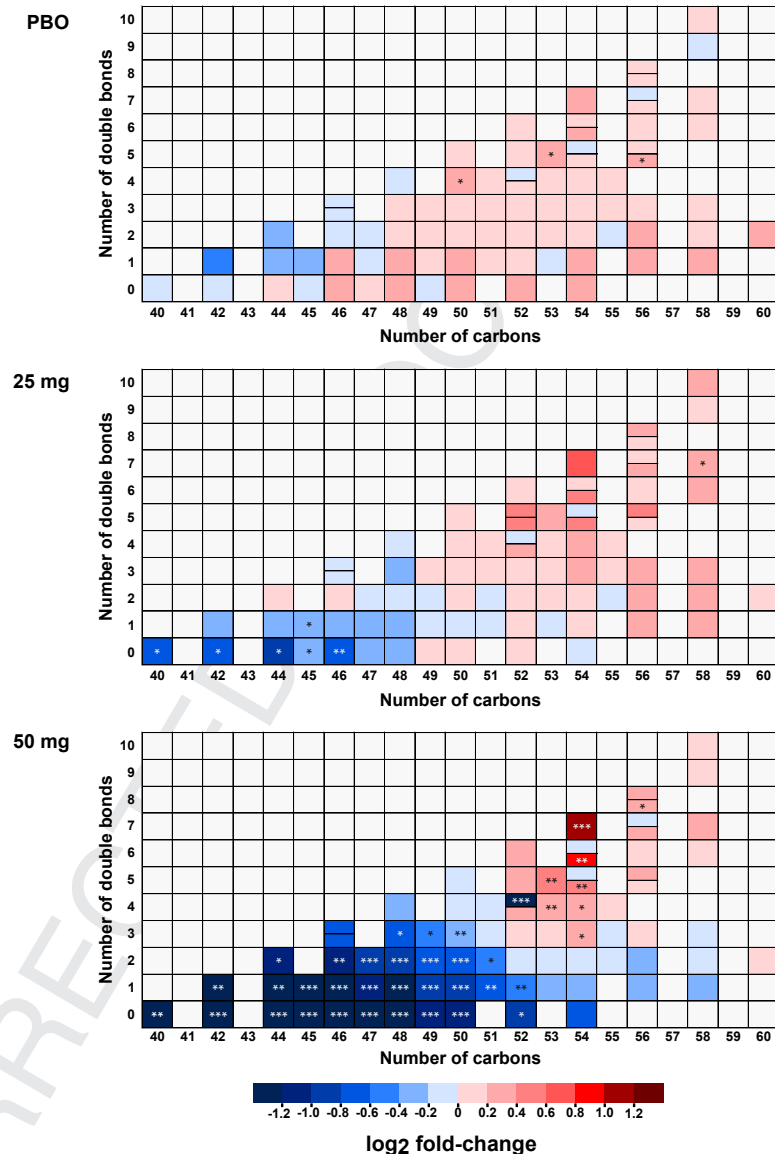 PBO
Number of double bonds
10
9
8
7
6
5 * *
4 *
3
2
1
0
40 41 42 43 44 45 46 47 48 49 50 51 52 53 54 55 56 57 58 59 60
Number of carbons
25 mg
Number of double bonds
10
9
8
7 *
6
5
4
3
2
1 *
0 * * * * **
40 41 42 43 44 45 46 47 48 49 50 51 52 53 54 55 56 57 58 59 60
Number of carbons
50 mg
Number of double bonds
10
9
8 *
7 ***
6 **
5 ** **
4 *** ** *
3 * * ** *
2 * ** *** *** *** *** *
1 ** ** *** *** *** *** *** *** ** **
0 ** *** *** *** *** *** *** *** *** *
40 41 42 43 44 45 46 47 48 49 50 51 52 53 54 55 56 57 58 59 60
Number of carbons
-1.2 -1.0 -0.8 -0.6 -0.4 -0.2 0 0.2 0.4 0.6 0.8 1.0 1.2
log2 fold-change